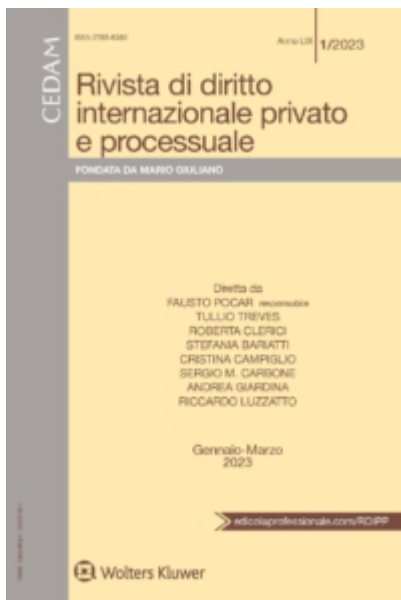 CEDAM
Anno LIX 1/2023
Rivista di diritto
internazionale privato
e processuale
FONDATA DA MARIO GIULIANO
Diretta da
FAUSTO POCAR responsabile
TULLIO TREVES
ROBERTA CLERICI
STEFANIA BARIATTI
CRISTINA CAMPIGLIO
SERGIO M. CARBONE
ANDREA GIARDINA
RICCARDO LUZZATTO
Gennaio-Marzo
2023
edicolaprofessionale.com/RDIPP
Wolters Kluwer